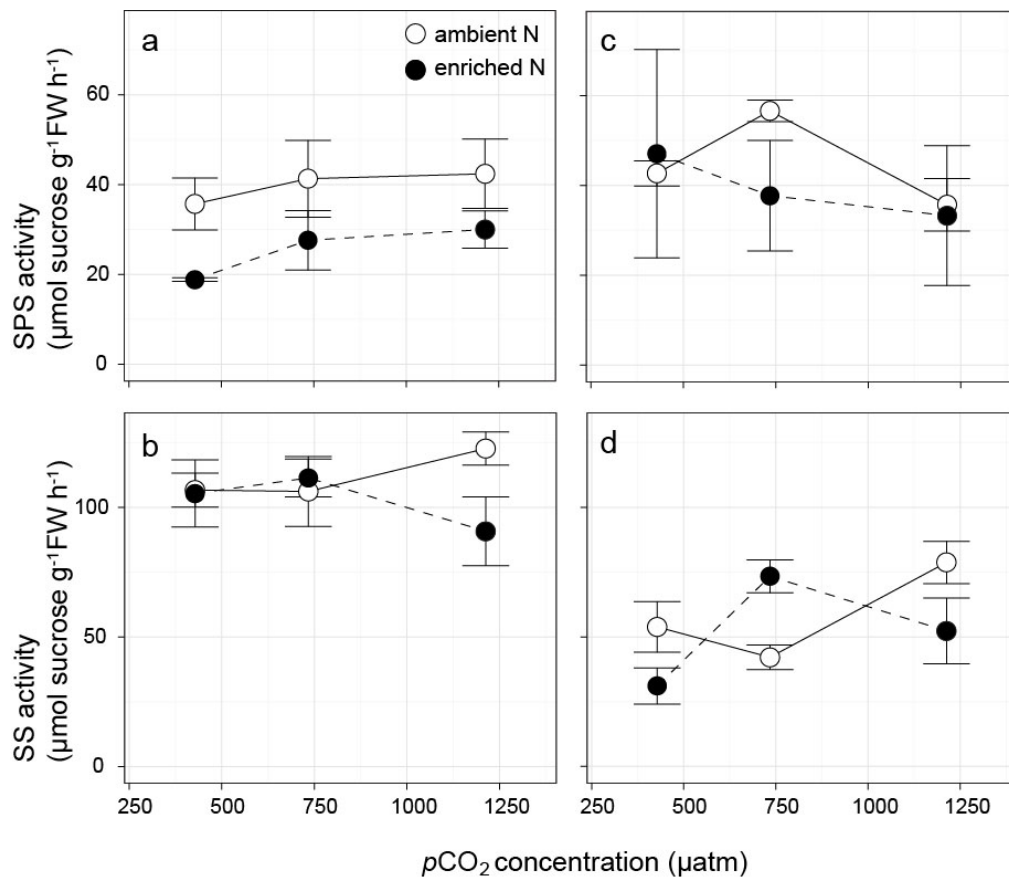 a
ambient N
enriched N
c
SPS activity
(µmol sucrose g⁻¹FW h⁻¹)
60
40
20
0
b
d
SS activity
(µmol sucrose g⁻¹FW h⁻¹)
100
50
0
250 500 750 1000 1250 250 500 750 1000 1250
pCO₂ concentration (µatm)